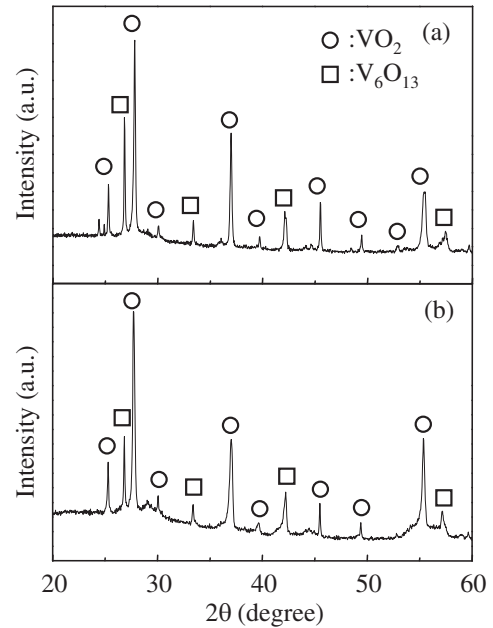 (a)
○ :VO₂
□ :V₆O₁₃
Intensity (a.u.)
(b)
Intensity (a.u.)
20 30 40 50 60
2θ (degree)